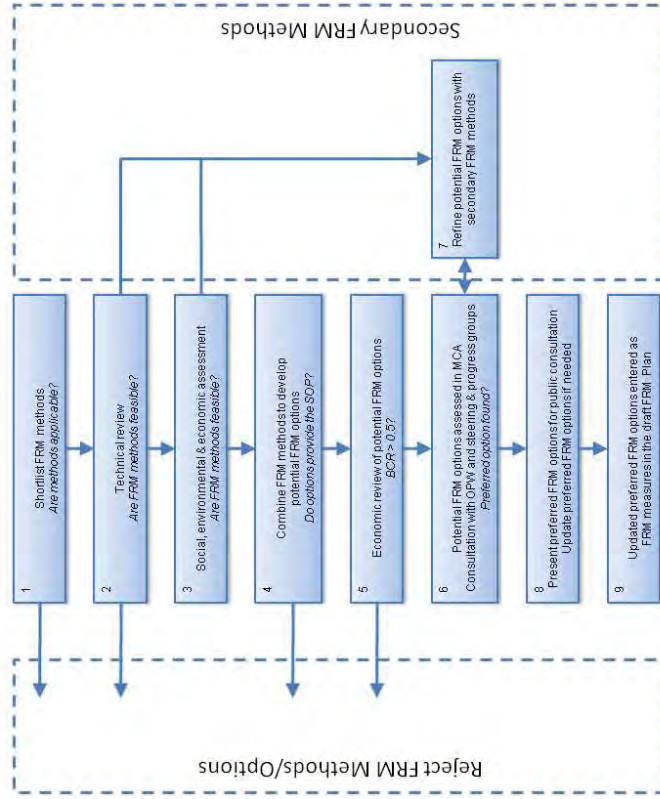 1
Shortlist FRM methods
Are methods applicable?
2
Technical review
Are FRM methods feasible?
3
Social, environmental & economic assessment
Are FRM methods feasible?
4
Combine FRM methods to develop
potential FRM options
Do options provide the SOP?
5
Economic review of potential FRM options
BCR > 0.5?
6
Potential FRM options assessed in MCA
Consultation with OPW and steering & progress groups
Preferred option found?
7
Refine potential FRM options with
secondary FRM methods
8
Present preferred FRM options for public consultation
Update preferred FRM options if needed
9
Updated preferred FRM options entered as
FRM measures in the draft FRM Plan
Reject FRM Methods/Options
Secondary FRM Methods